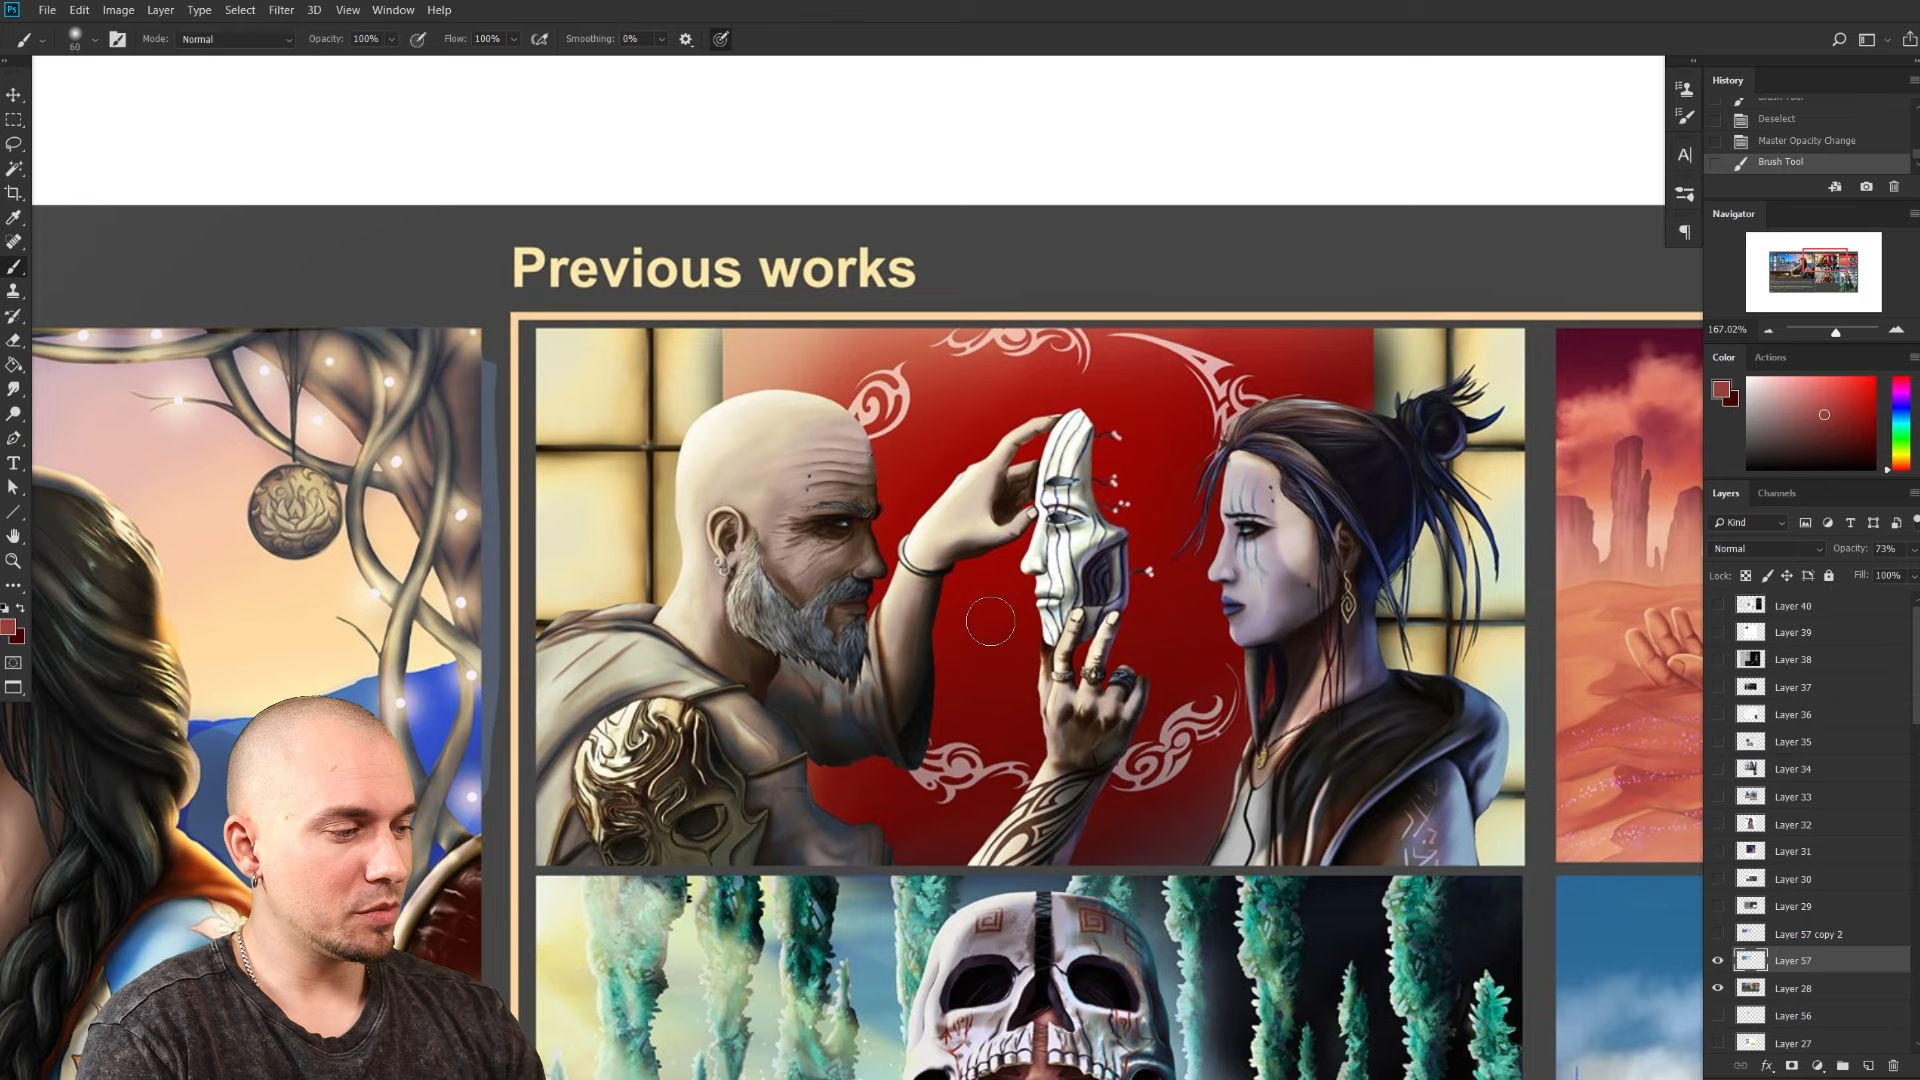 Ps File Edit Image Layer Type Select Filter 3D View Window Help
60 Mode: Normal Opacity: 100% Flow: 100% Smoothing: 0%
History
Brush Tool
Deselect
Master Opacity Change
Brush Tool
Navigator
167.02%
Color Actions
Layers Channels
Kind
Normal Opacity: 73%
Lock: Fill: 100%
Layer 40
Layer 39
Layer 38
Layer 37
Layer 36
Layer 35
Layer 34
Layer 33
Layer 32
Layer 31
Layer 30
Layer 29
Layer 57 copy 2
Layer 57
Layer 28
Layer 56
Layer 27
Previous works